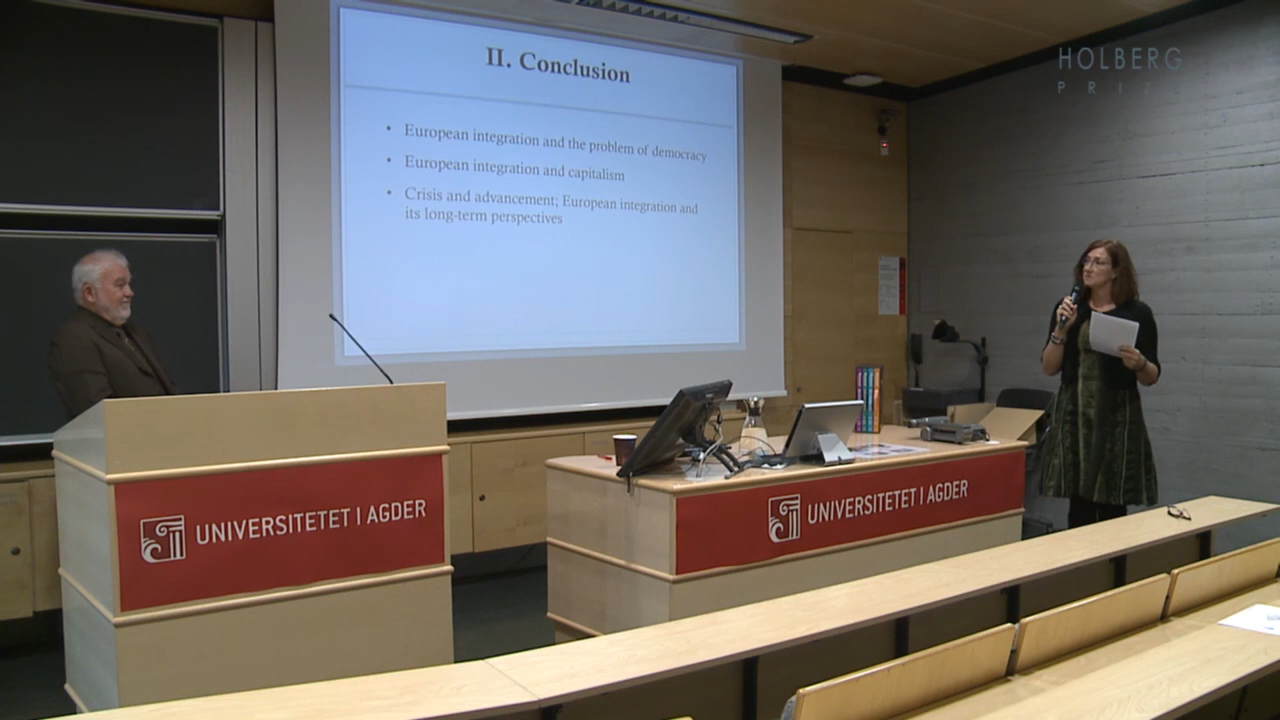 HOLBERG
PRIZE
II. Conclusion
• European integration and the problem of democracy
• European integration and capitalism
• Crisis and advancement; European integration and
its long-term perspectives
UNIVERSITETET I AGDER
UNIVERSITETET I AGDER